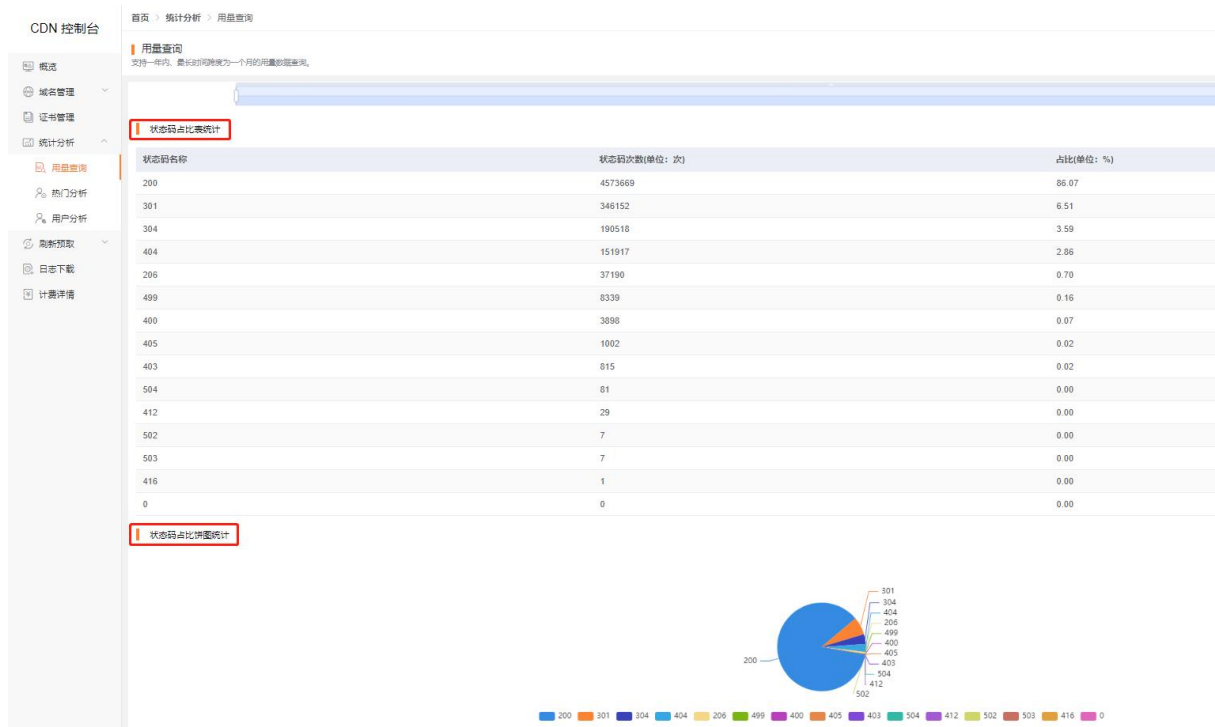 CDN 控制台
概览
域名管理
证书管理
统计分析
用量查询
热门分析
用户分析
刷新预取
日志下载
计费详情
首页 > 统计分析 > 用量查询
用量查询
支持一年内、最长时间跨度为一个月的用量数据查询。
状态码占比表统计
状态码名称 状态码次数(单位：次) 占比(单位：%)
200 4573669 86.07
301 346152 6.51
304 190518 3.59
404 151917 2.86
206 37190 0.70
499 8339 0.16
400 3898 0.07
405 1002 0.02
403 815 0.02
504 81 0.00
412 29 0.00
502 7 0.00
503 7 0.00
416 1 0.00
0 0 0.00
状态码占比饼图统计
301
304
404
206
499
400
405
403
504
412
502
200
200 301 304 404 206 499 400 405 403 504 412 502 503 416 0